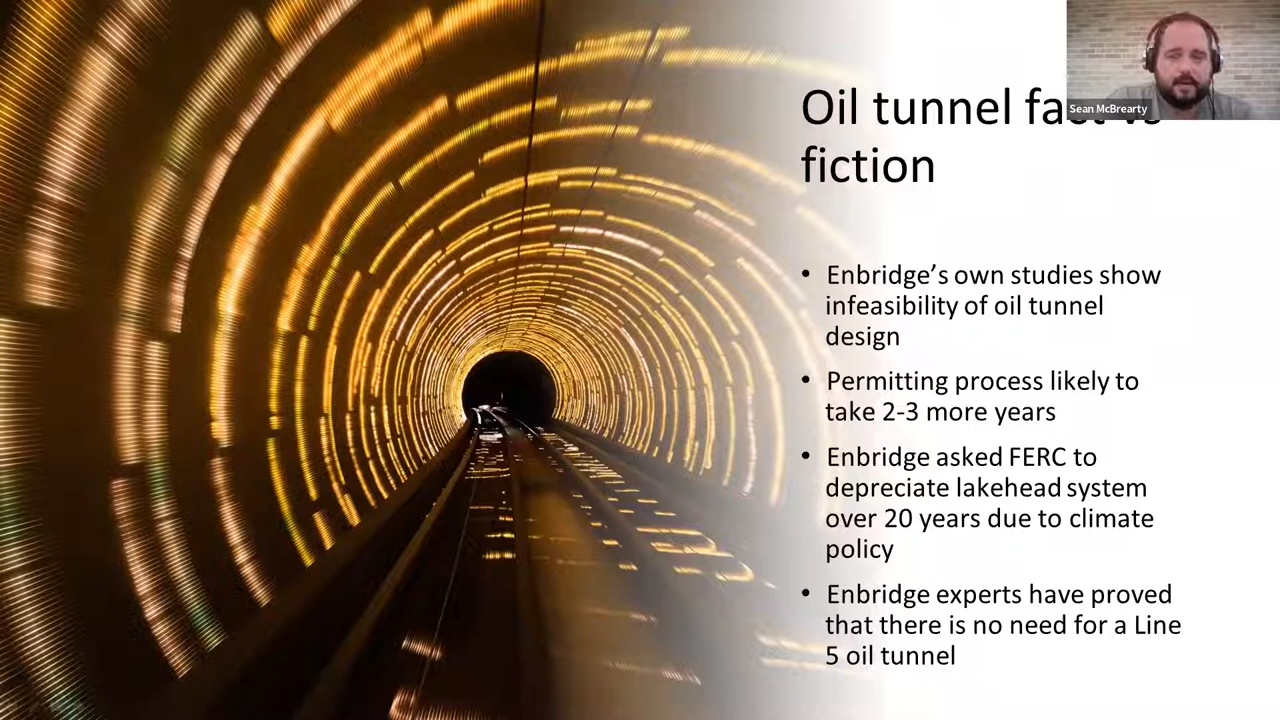 Oil tunnel fact vs
fiction
Sean McBrearty
• Enbridge’s own studies show
infeasibility of oil tunnel
design
• Permitting process likely to
take 2-3 more years
• Enbridge asked FERC to
depreciate lakehead system
over 20 years due to climate
policy
• Enbridge experts have proved
that there is no need for a Line
5 oil tunnel